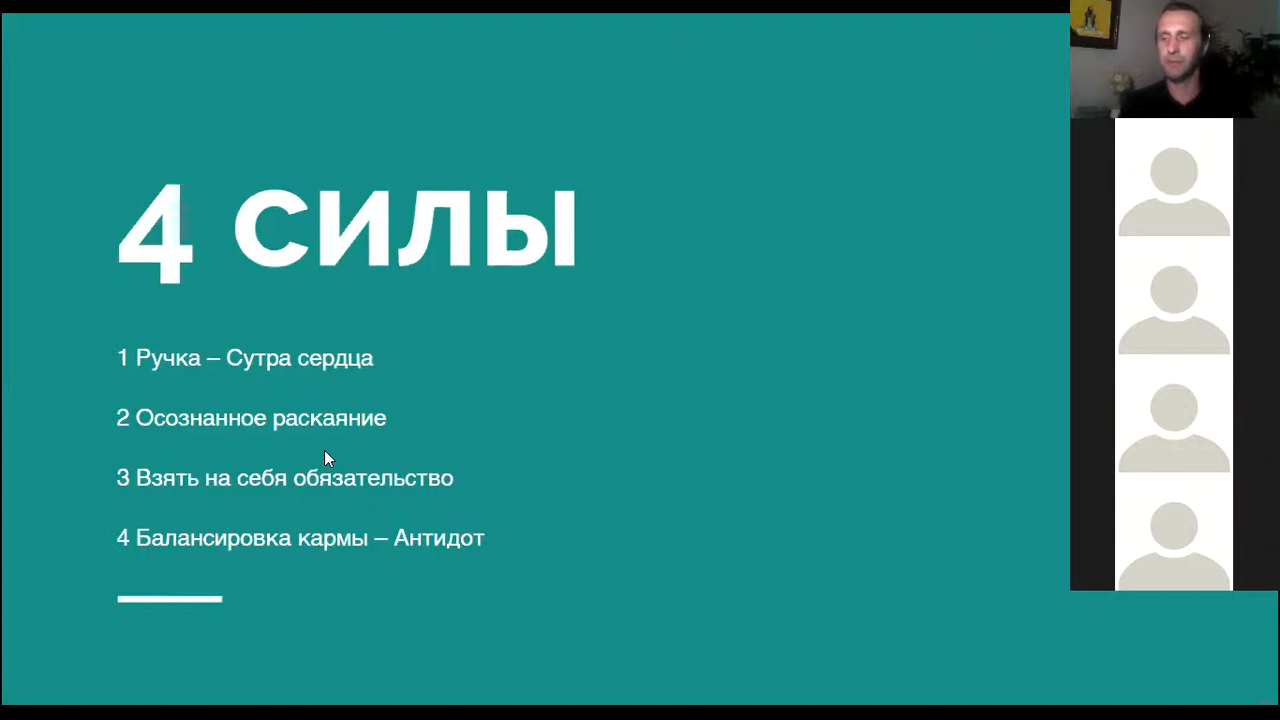 4 СИЛЫ
1 Ручка – Сутра сердца
2 Осознанное раскаяние
3 Взять на себя обязательство
4 Балансировка кармы – Антидот